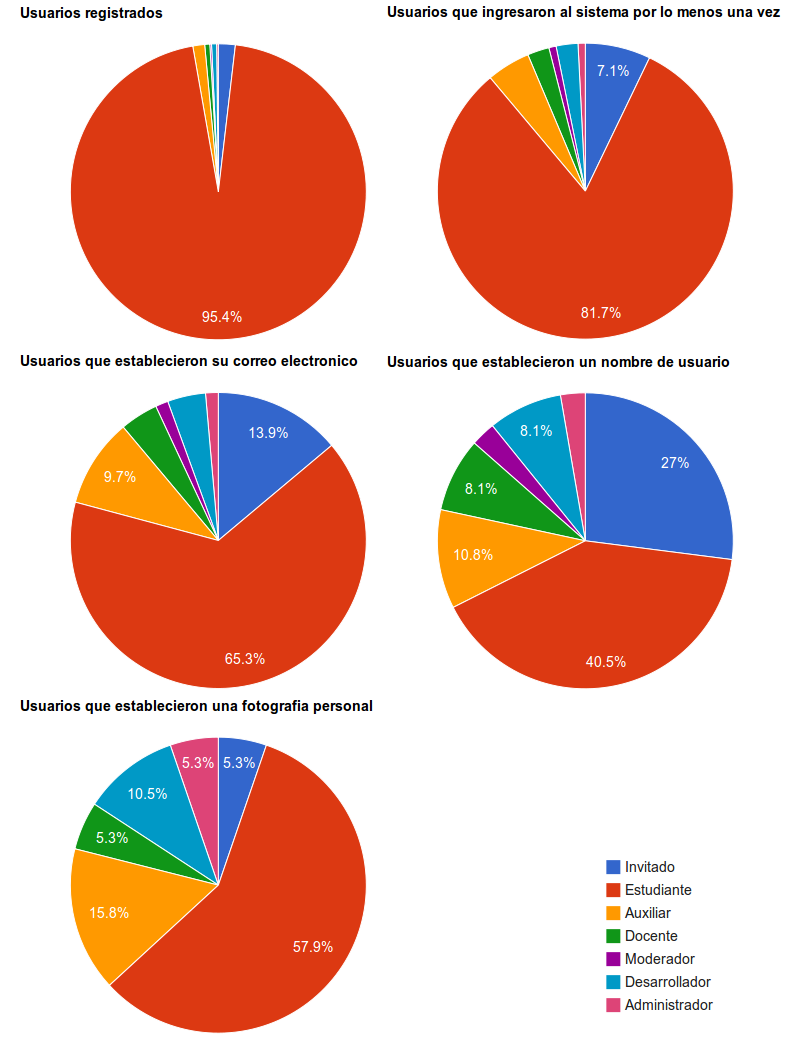 Usuarios registrados
95.4%
Usuarios que ingresaron al sistema por lo menos una vez
7.1%
81.7%
Usuarios que establecieron su correo electronico
13.9%
9.7%
65.3%
Usuarios que establecieron un nombre de usuario
8.1%
27%
8.1%
10.8%
40.5%
Usuarios que establecieron una fotografia personal
5.3%
5.3%
10.5%
5.3%
15.8%
57.9%
Invitado
Estudiante
Auxiliar
Docente
Moderador
Desarrollador
Administrador